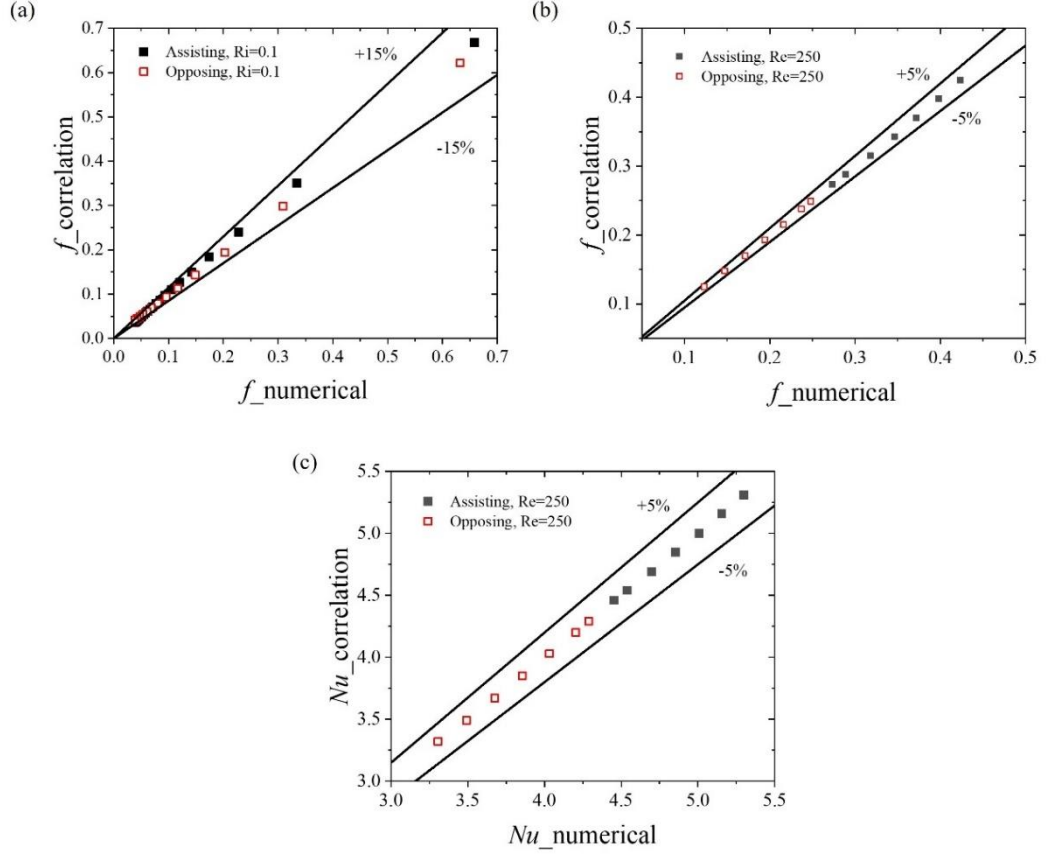 (a)
0.7
0.6
0.5
0.4
0.3
0.2
0.1
0.0
f_correlation
Assisting, Ri=0.1
Opposing, Ri=0.1
+15%
-15%
0.0 0.1 0.2 0.3 0.4 0.5 0.6 0.7
f_numerical
(b)
0.5
0.4
0.3
0.2
0.1
f_correlation
Assisting, Re=250
Opposing, Re=250
+5%
-5%
0.1 0.2 0.3 0.4 0.5
f_numerical
(c)
5.5
5.0
4.5
4.0
3.5
3.0
Nu_correlation
Assisting, Re=250
Opposing, Re=250
+5%
-5%
3.0 3.5 4.0 4.5 5.0 5.5
Nu_numerical